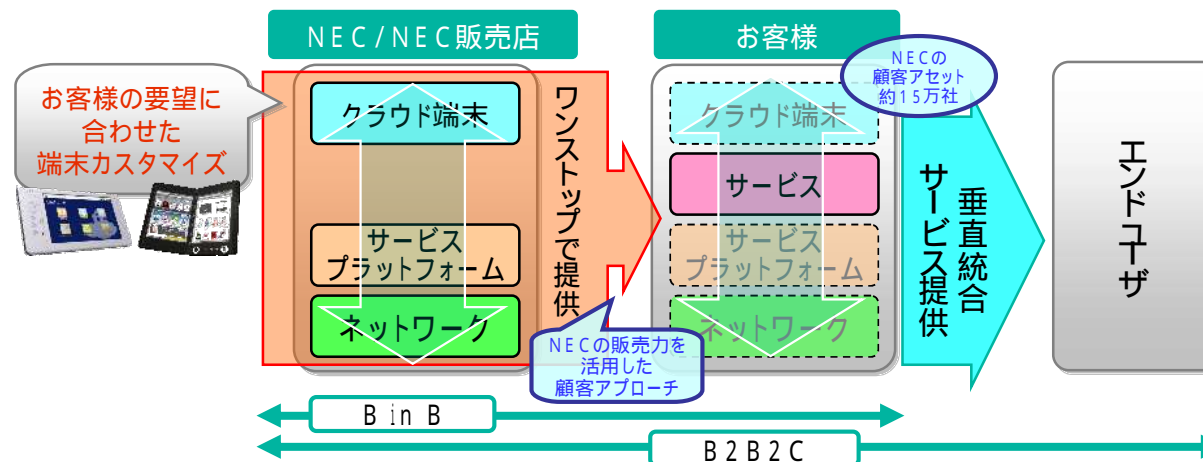 NEC/NEC販売店
お客様
NECの
顧客アセット
約15万社
お客様の要望に
合わせた
端末カスタマイズ
クラウド端末
サービス
プラットフォーム
ネットワーク
ワンストップで提供
NECの販売力を
活用した
顧客アプローチ
クラウド端末
サービス
サービス
プラットフォーム
ネットワーク
垂直統合
サービス提供
エンドユーザ
B in B
B2B2C